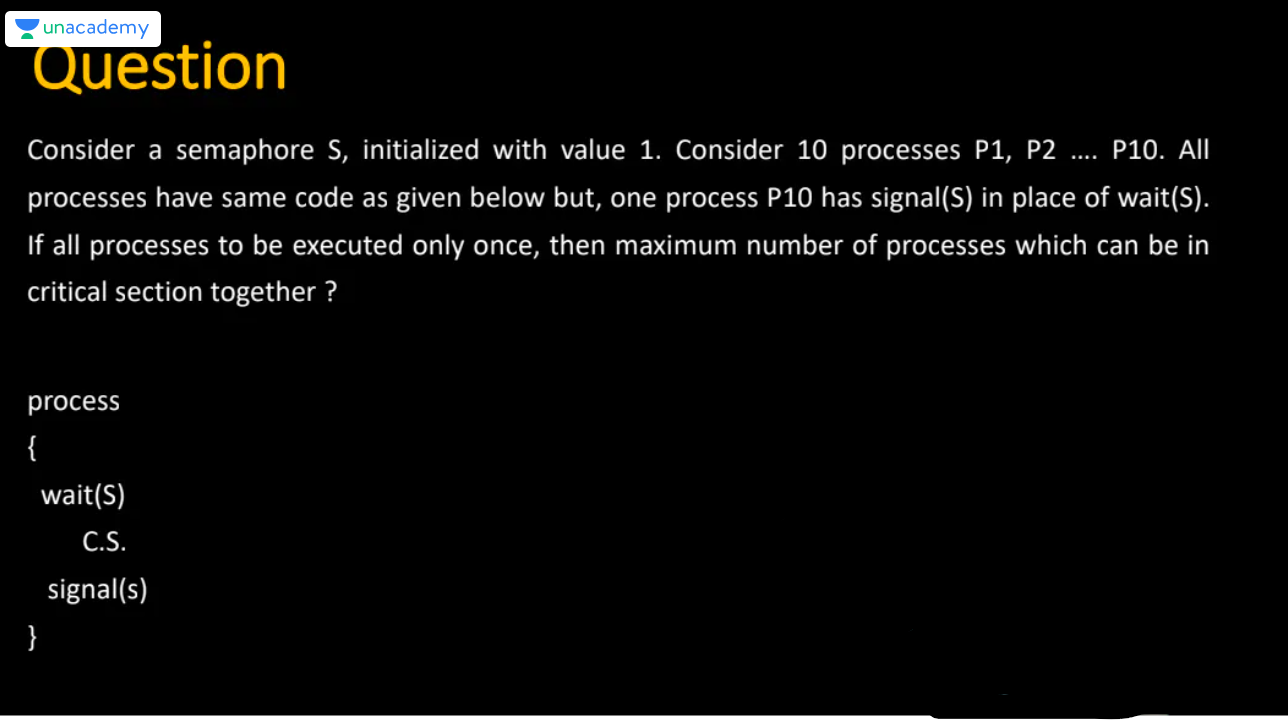 unacademy
Question
Consider a semaphore S, initialized with value 1. Consider 10 processes P1, P2 .... P10. All
processes have same code as given below but, one process P10 has signal(S) in place of wait(S).
If all processes to be executed only once, then maximum number of processes which can be in
critical section together ?
process
{
wait(S)
C.S.
signal(s)
}